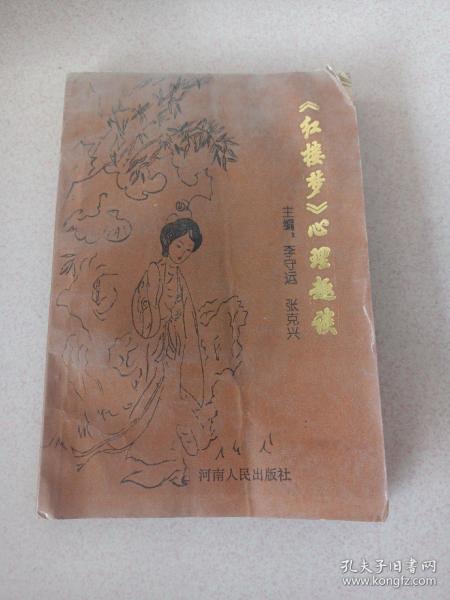 《红楼梦》心理趣谈
主编：李守运 张克兴
河南人民出版社
孔夫子旧书网
www.kongfz.com